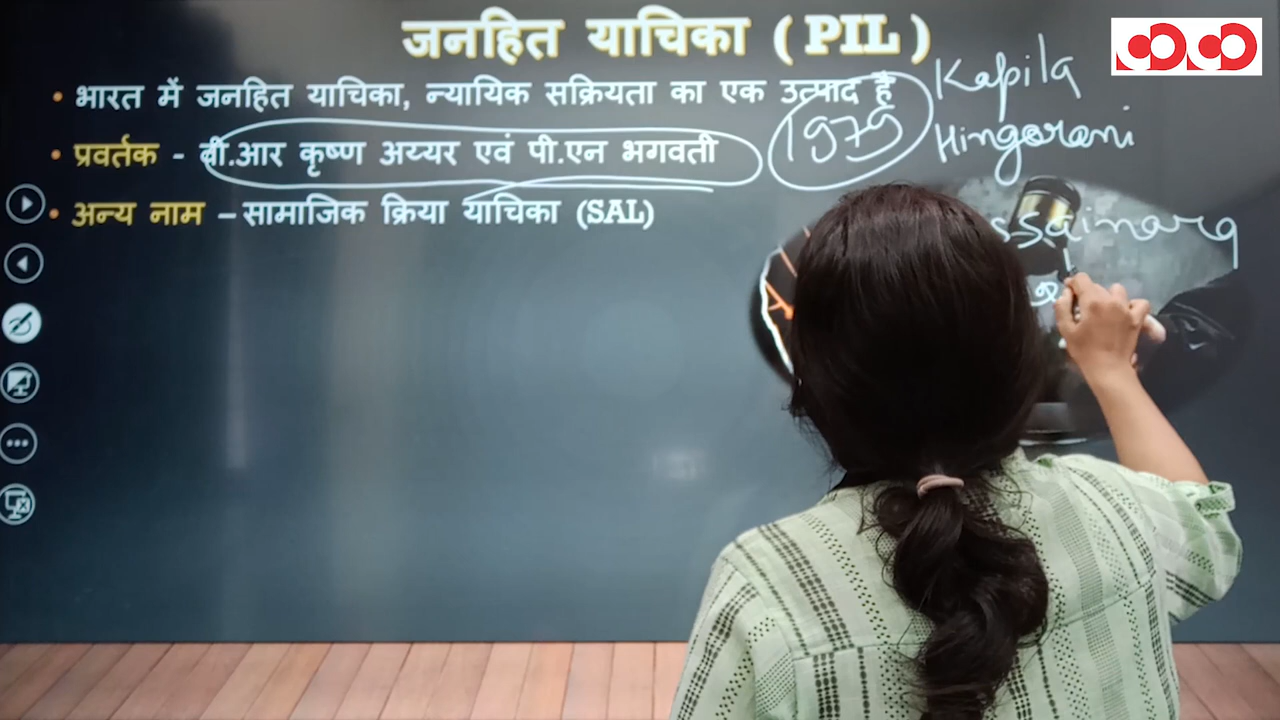 जनहित याचिका ( PIL )
• भारत में जनहित याचिका, न्यायिक सक्रियता का एक उत्पाद है
• प्रवर्तक - वी.आर कृष्ण अय्यर एवं पी.एन भगवती
1979
• अन्य नाम – सामाजिक क्रिया याचिका (SAL)
Kapila
Hingorani
ssainara